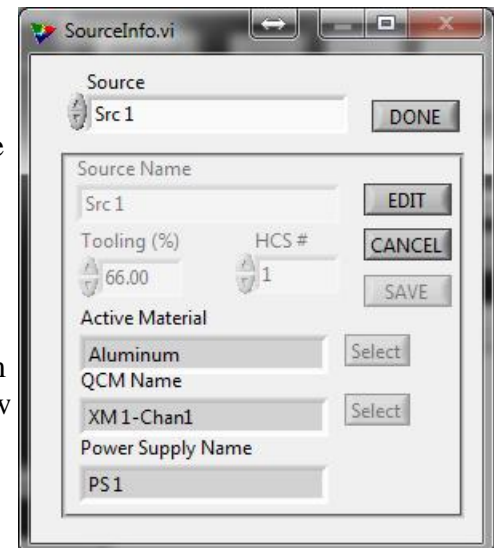 SourceInfo.vi
Source
Src 1
DONE
e
Source Name
Src 1
EDIT
Tooling (%) HCS #
CANCEL
66.00 1
SAVE
Active Material
Aluminum Select
n
QCM Name
v
XM 1-Chan1 Select
Power Supply Name
PS 1